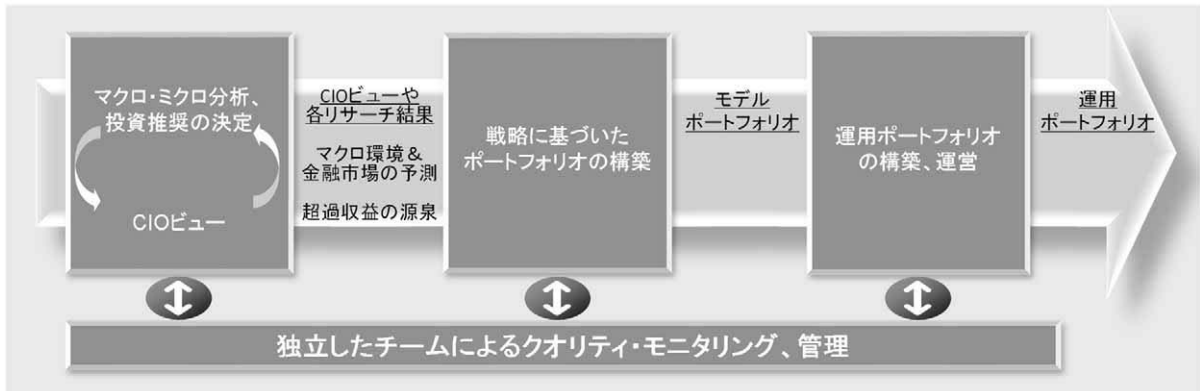 マクロ・ミクロ分析、
投資推奨の決定
CIOビュー
CIOビューや
各リサーチ結果
マクロ環境＆
金融市場の予測
超過収益の源泉
戦略に基づいた
ポートフォリオの構築
モデル
ポートフォリオ
運用ポートフォリオ
の構築、運営
運用
ポートフォリオ
独立したチームによるクオリティ・モニタリング、管理